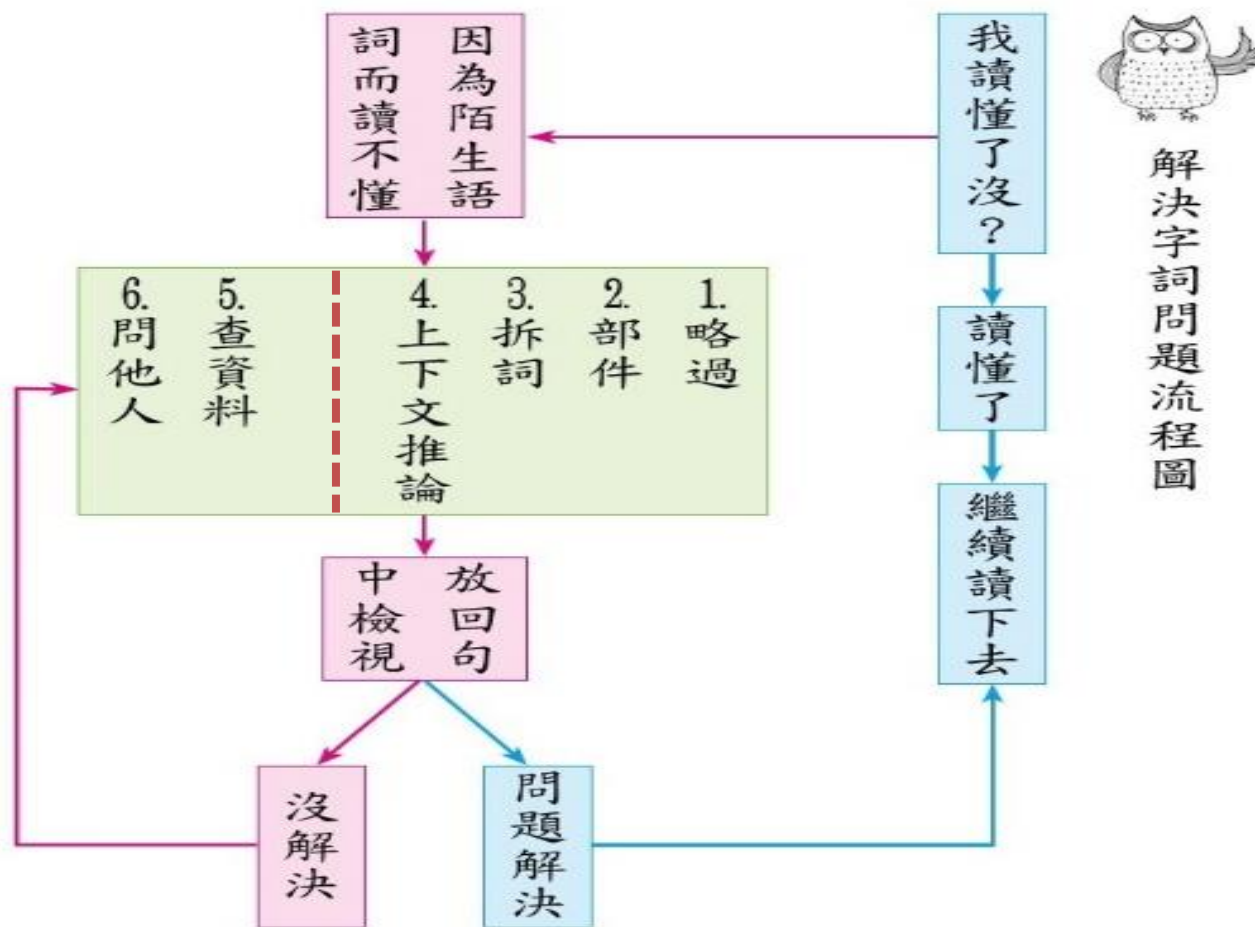 解決字詞問題流程圖
我讀懂了沒？
讀懂了
繼續讀下去
因為陌生語
詞而讀不懂
1.略過
2.部件
3.拆詞
4.上下文推論
5.查資料
6.問他人
放回句
中檢視
問題解決
沒解決